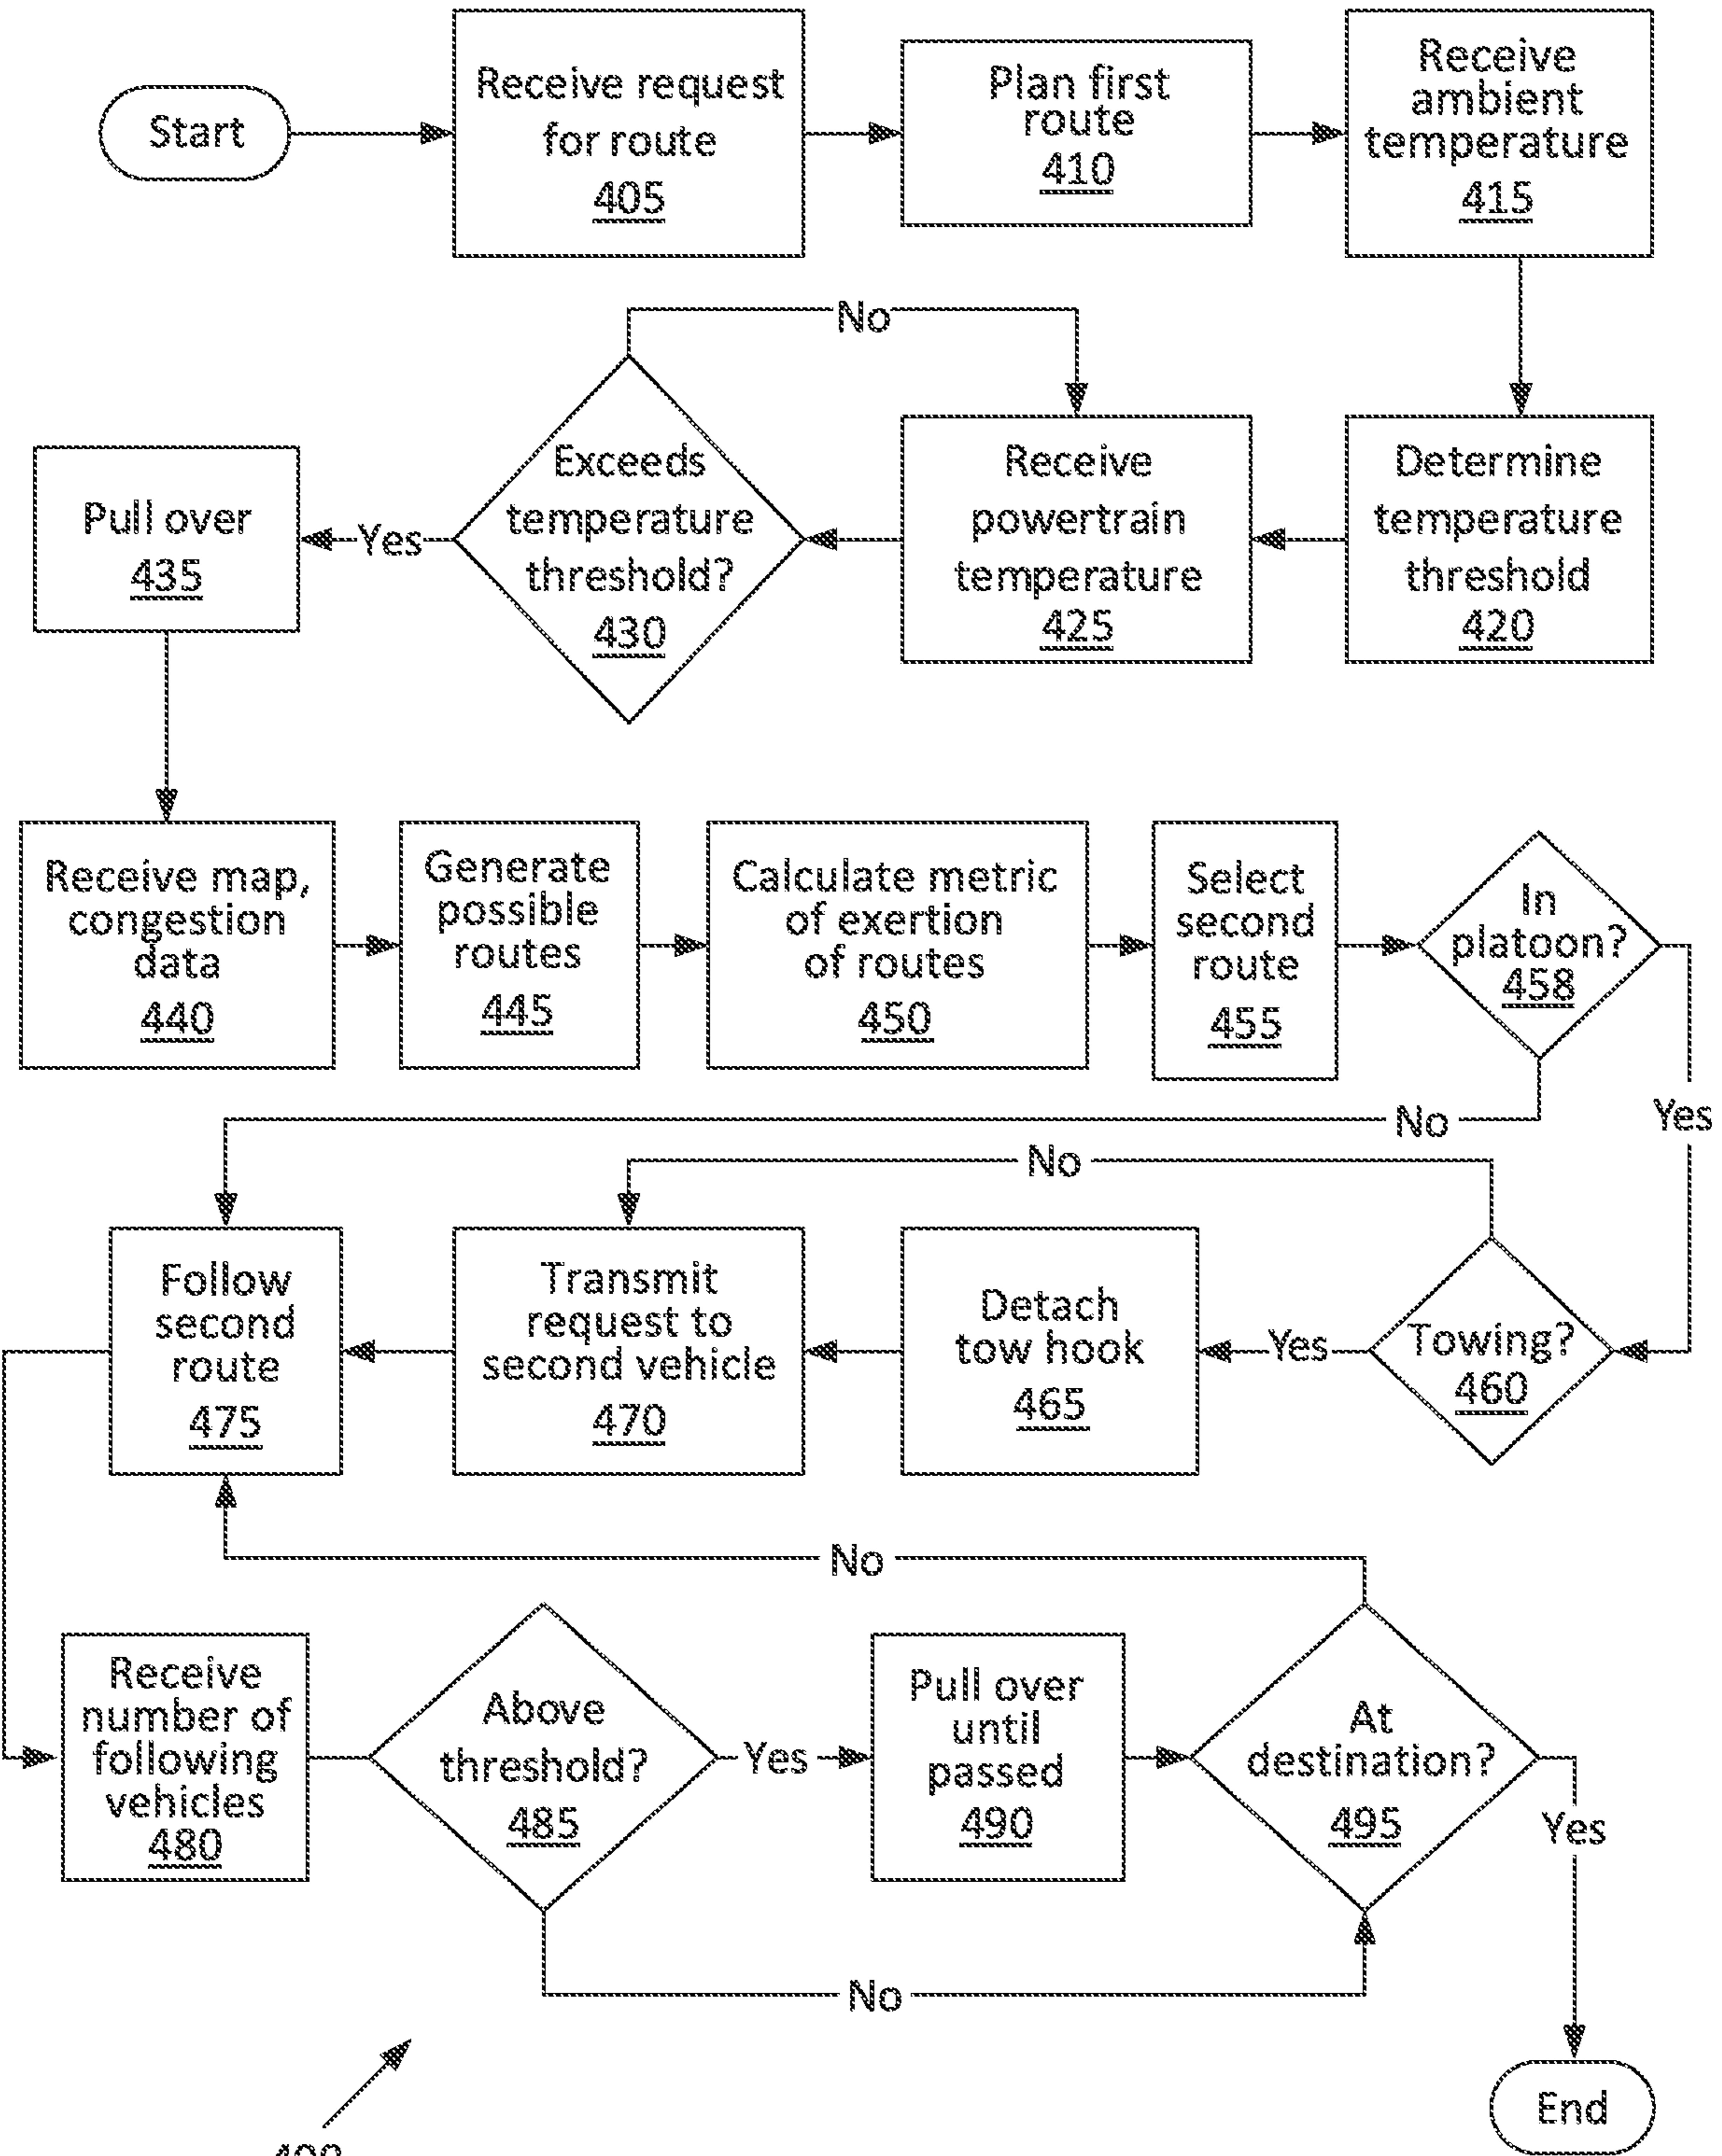 Start
Receive request
for route
405
Plan first
route
410
Receive
ambient
temperature
415
No
Pull over
435
Yes
Exceeds
temperature
threshold?
430
Receive
powertrain
temperature
425
Determine
temperature
threshold
420
Receive map,
congestion
data
440
Generate
possible
routes
445
Calculate metric
of exertion
of routes
450
Select
second
route
455
In
platoon?
458
No
Yes
No
Follow
second
route
475
Transmit
request to
second vehicle
470
Detach
tow hook
465
Yes
Towing?
460
No
Receive
number of
following
vehicles
480
Above
threshold?
485
Yes
Pull over
until
passed
490
At
destination?
495
Yes
No
End